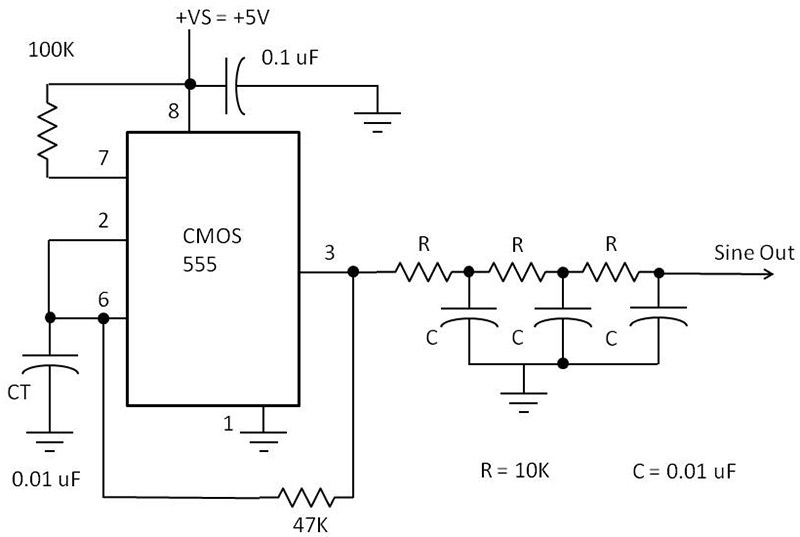 +VS = +5V
100K
0.1 uF
8
7
2
CMOS
555
3
R
R
R
Sine Out
6
C
C
C
CT
1
0.01 uF
R = 10K
C = 0.01 uF
47K